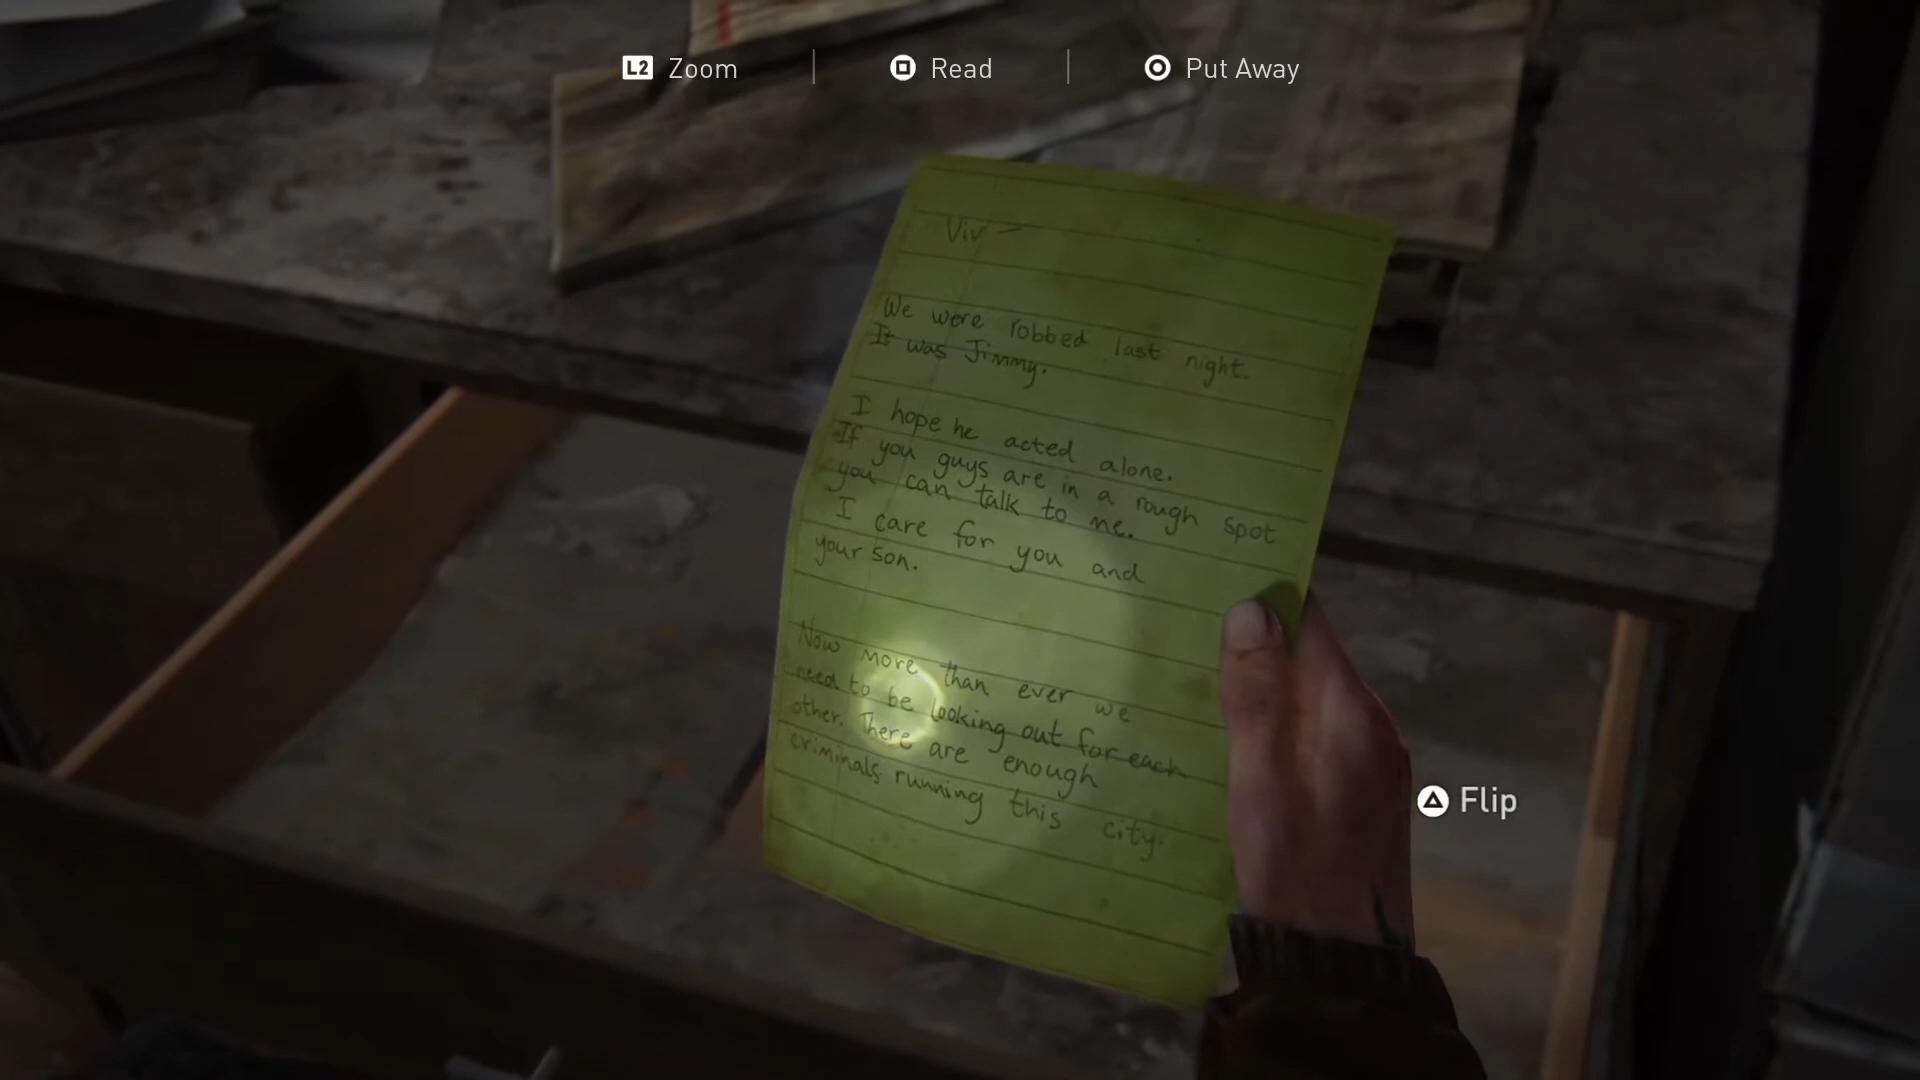 L2 Zoom | Read | Put Away
Viv —
We were robbed last night.
It was Jimmy.
I hope he acted alone.
If you guys are in a rough spot
you can talk to me.
I care for you and
your son.
Now more than ever we
need to be looking out for each
other. There are enough
criminals running this city.
Flip